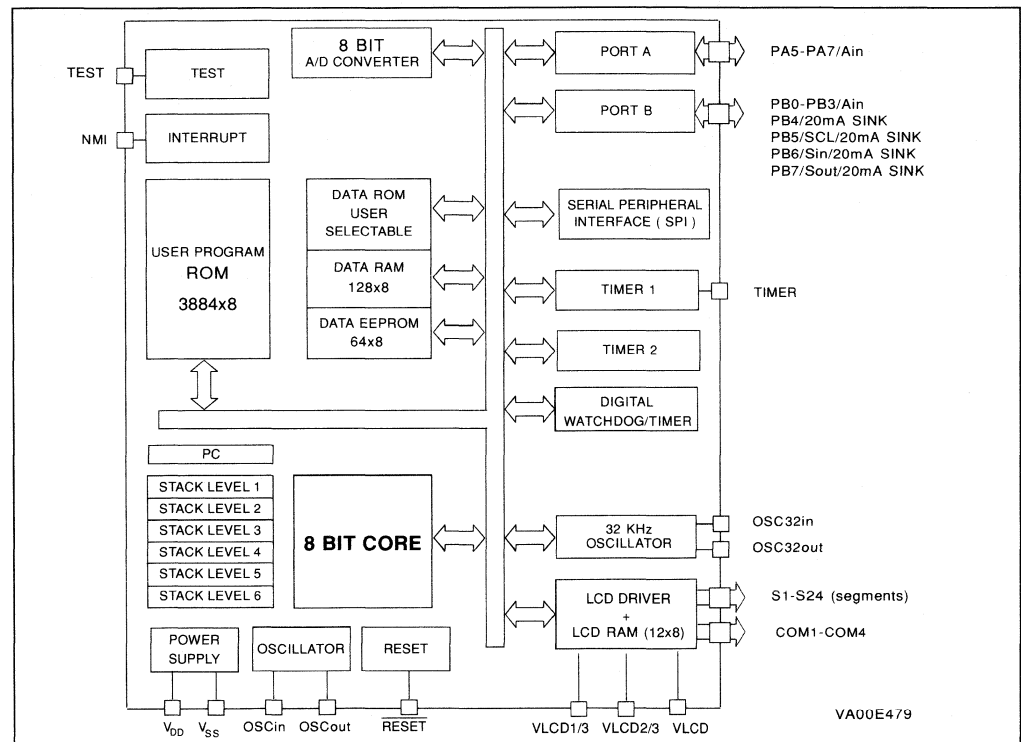 8 BIT
A/D CONVERTER
PORT A
PA5-PA7/Ain
TEST
TEST
PORT B
PB0-PB3/Ain
PB4/20mA SINK
PB5/SCL/20mA SINK
PB6/Sin/20mA SINK
PB7/Sout/20mA SINK
NMI
INTERRUPT
USER PROGRAM
ROM
3884x8
DATA ROM
USER
SELECTABLE
DATA RAM
128x8
DATA EEPROM
64x8
SERIAL PERIPHERAL
INTERFACE ( SPI )
TIMER 1
TIMER
TIMER 2
DIGITAL
WATCHDOG/TIMER
PC
STACK LEVEL 1
STACK LEVEL 2
STACK LEVEL 3
STACK LEVEL 4
STACK LEVEL 5
STACK LEVEL 6
8 BIT CORE
32 KHz
OSCILLATOR
OSC32in
OSC32out
LCD DRIVER
+
LCD RAM (12x8)
S1-S24 (segments)
COM1-COM4
POWER
SUPPLY
OSCILLATOR
RESET
VDD
VSS
OSCin
OSCout
RESET
VLCD1/3
VLCD2/3
VLCD
VA00E479